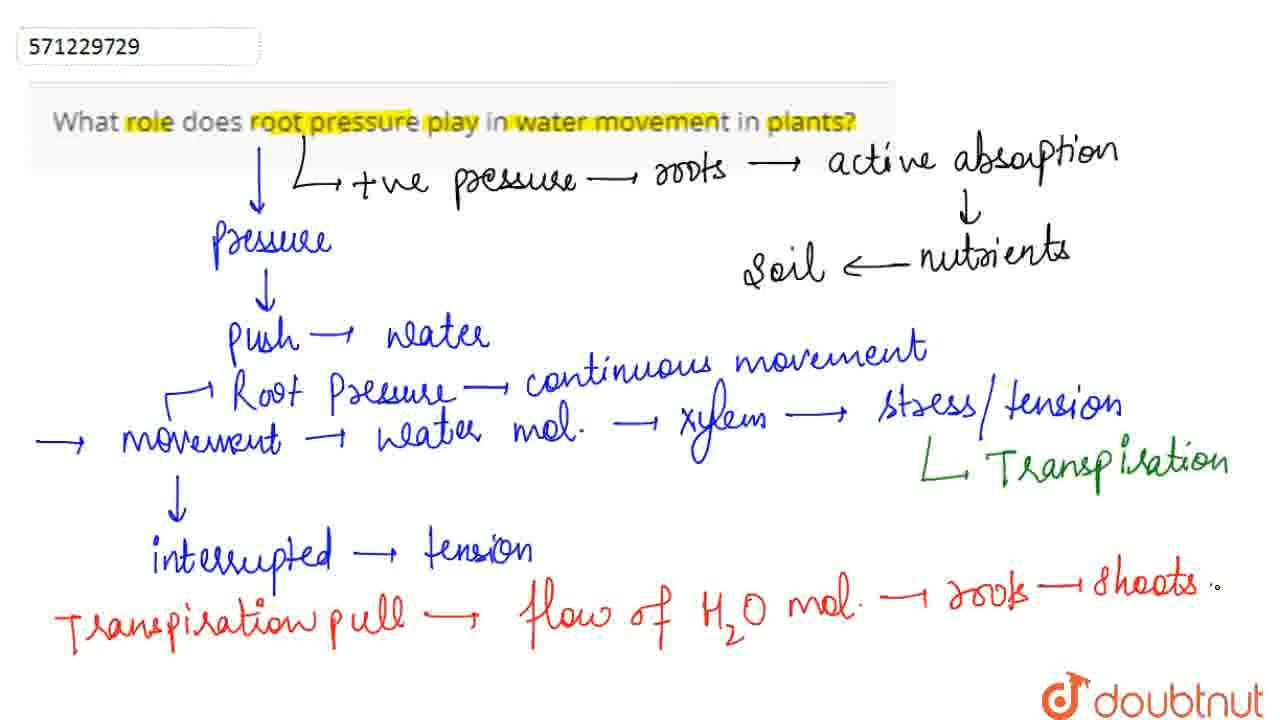 571229729
What role does root pressure play in water movement in plants?
↳ +ve pressure → roots → active absorption
↓
pressure
↓
soil ← nutrients
↓
push → water
Root Pressure → continuous movement
→ movement → water mol. → xylem → stress/tension
↳ Transpiration
↓
interrupted → tension
Transpiration pull → flow of H₂O mol. → roots → shoots.
doubtnut